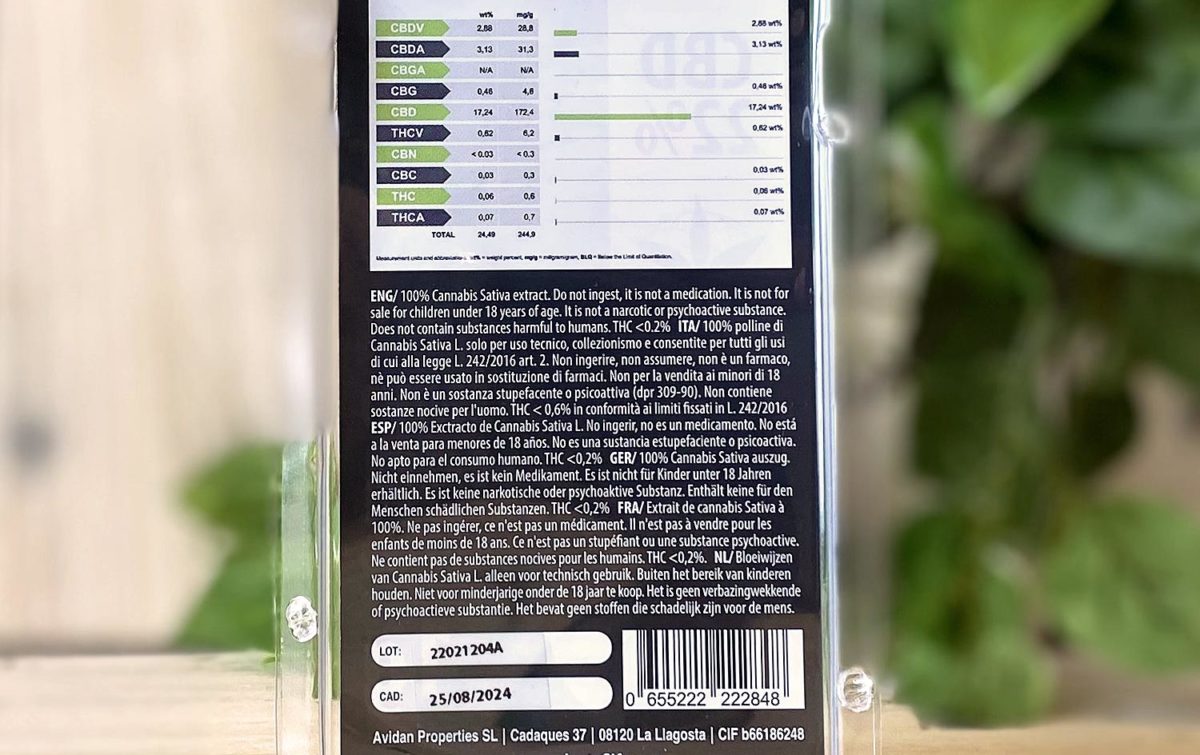 wt% mg/g
CBDV 2,88 28,8 2,88 wt%
CBDA 3,13 31,3 3,13 wt%
CBGA N/A N/A
CBG 0,46 4,6 0,46 wt%
CBD 17,24 172,4 17,24 wt%
THCV 0,62 6,2 0,62 wt%
CBN < 0.03 < 0.3
CBC 0,03 0,3 0,03 wt%
THC 0,06 0,6 0,06 wt%
THCA 0,07 0,7 0,07 wt%
TOTAL 24,49 244,9
CBD
22%
Measurement units and wt% = weight percent, mg/g = BLQ = Below the Limit of Quantitation.
ENG/ 100% Cannabis Sativa extract. Do not ingest, it is not a medication. It is not for
sale for children under 18 years of age. It is not a narcotic or psychoactive substance.
Does not contain substances harmful to humans. THC <0.2% ITA/ 100% polline di
Cannabis Sativa L. solo per uso tecnico, collezionismo e consentite per tutti gli usi
di cui alla legge L. 242/2016 art. 2. Non ingerire, non assumere, non è un farmaco,
nè può essere usato in sostituzione di farmaci. Non per la vendita ai minori di 18
anni. Non è un sostanza stupefacente o psicoattiva (dpr 309-90). Non contiene
sostanze nocive per l'uomo. THC < 0,6% in conformità ai limiti fissati in L. 242/2016
ESP/ 100% Exctracto de Cannabis Sativa L. No ingerir, no es un medicamento. No está
a la venta para menores de 18 años. No es una sustancia estupefaciente o psicoactiva.
No apto para el consumo humano. THC <0,2% GER/ 100% Cannabis Sativa auszug.
Nicht einnehmen, es ist kein Medikament. Es ist nicht für Kinder unter 18 Jahren
erhältlich. Es ist keine narkotische oder psychoaktive Substanz. Enthält keine für den
Menschen schädlichen Substanzen. THC <0,2% FRA/ Extrait de cannabis Sativa à
100%. Ne pas ingérer, ce n'est pas un médicament. Il n'est pas à vendre pour les
enfants de moins de 18 ans. Ce n'est pas un stupéfiant ou une substance psychoactive.
Ne contient pas de substances nocives pour les humains. THC <0,2%. NL/ Bloeiwijzen
van Cannabis Sativa L. alleen voor technisch gebruik. Buiten het bereik van kinderen
houden. Niet voor minderjarige onder de 18 jaar te koop. Het is geen verbazingwekkende
of psychoactieve substantie. Het bevat geen stoffen die schadelijk zijn voor de mens.
LOT: 22021204A
CAD: 25/08/2024
0 655222 222848
Avidan Properties SL | Cadaques 37 | 08120 La Llagosta | CIF b66186248